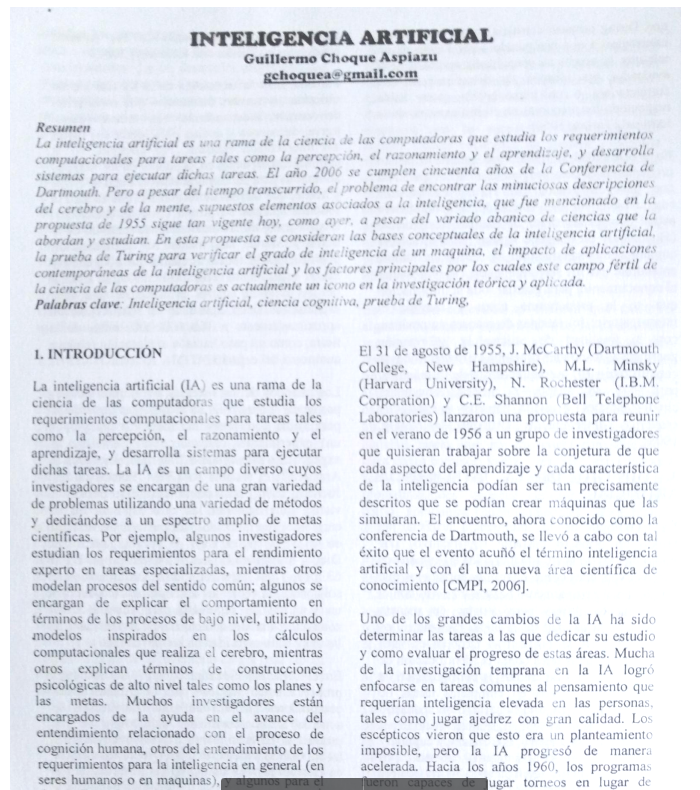 INTELIGENCIA ARTIFICIAL
Guillermo Choque Aspiazu
gchoquea@gmail.com
Resumen
La inteligencia artificial es una rama de la ciencia de las computadoras que estudia los requerimientos
computacionales para tareas tales como la percepción, el razonamiento y el aprendizaje, y desarrolla
sistemas para ejecutar dichas tareas. El año 2006 se cumplen cincuenta años de la Conferencia de
Dartmouth. Pero a pesar del tiempo transcurrido, el problema de encontrar las minuciosas descripciones
del cerebro y de la mente, supuestos elementos asociados a la inteligencia, que fue mencionado en la
propuesta de 1955 sigue tan vigente hoy, como ayer, a pesar del variado abanico de ciencias que la
abordan y estudian. En esta propuesta se consideran las bases conceptuales de la inteligencia artificial,
la prueba de Turing para verificar el grado de inteligencia de un maquina, el impacto de aplicaciones
contemporáneas de la inteligencia artificial y los factores principales por los cuales este campo fértil de
la ciencia de las computadoras es actualmente un icono en la investigación teórica y aplicada.
Palabras clave: Inteligencia artificial, ciencia cognitiva, prueba de Turing,
1. INTRODUCCIÓN
La inteligencia artificial (IA) es una rama de la
ciencia de las computadoras que estudia los
requerimientos computacionales para tareas tales
como la percepción, el razonamiento y el
aprendizaje, y desarrolla sistemas para ejecutar
dichas tareas. La IA es un campo diverso cuyos
investigadores se encargan de una gran variedad
de problemas utilizando una variedad de métodos
y dedicándose a un espectro amplio de metas
científicas. Por ejemplo, algunos investigadores
estudian los requerimientos para el rendimiento
experto en tareas especializadas, mientras otros
modelan procesos del sentido común; algunos se
encargan de explicar el comportamiento en
términos de los procesos de bajo nivel, utilizando
modelos inspirados en los cálculos
computacionales que realiza el cerebro, mientras
otros explican términos de construcciones
psicológicas de alto nivel tales como los planes y
las metas. Muchos investigadores están
encargados de la ayuda en el avance del
entendimiento relacionado con el proceso de
cognición humana, otros del entendimiento de los
requerimientos para la inteligencia en general (en
seres humanos o en maquinas), y algunos para el
El 31 de agosto de 1955, J. McCarthy (Dartmouth
College, New Hampshire), M.L. Minsky
(Harvard University), N. Rochester (I.B.M.
Corporation) y C.E. Shannon (Bell Telephone
Laboratories) lanzaron una propuesta para reunir
en el verano de 1956 a un grupo de investigadores
que quisieran trabajar sobre la conjetura de que
cada aspecto del aprendizaje y cada característica
de la inteligencia podían ser tan precisamente
descritos que se podían crear máquinas que las
simularan. El encuentro, ahora conocido como la
conferencia de Dartmouth, se llevó a cabo con tal
éxito que el evento acuñó el término inteligencia
artificial y con él una nueva área científica de
conocimiento [CMPI, 2006].
Uno de los grandes cambios de la IA ha sido
determinar las tareas a las que dedicar su estudio
y como evaluar el progreso de estas áreas. Mucha
de la investigación temprana en la IA logró
enfocarse en tareas comunes al pensamiento que
requerían inteligencia elevada en las personas,
tales como jugar ajedrez con gran calidad. Los
escépticos vieron que esto era un planteamiento
imposible, pero la IA progresó de manera
acelerada. Hacia los años 1960, los programas
fueron capaces de jugar torneos en lugar de